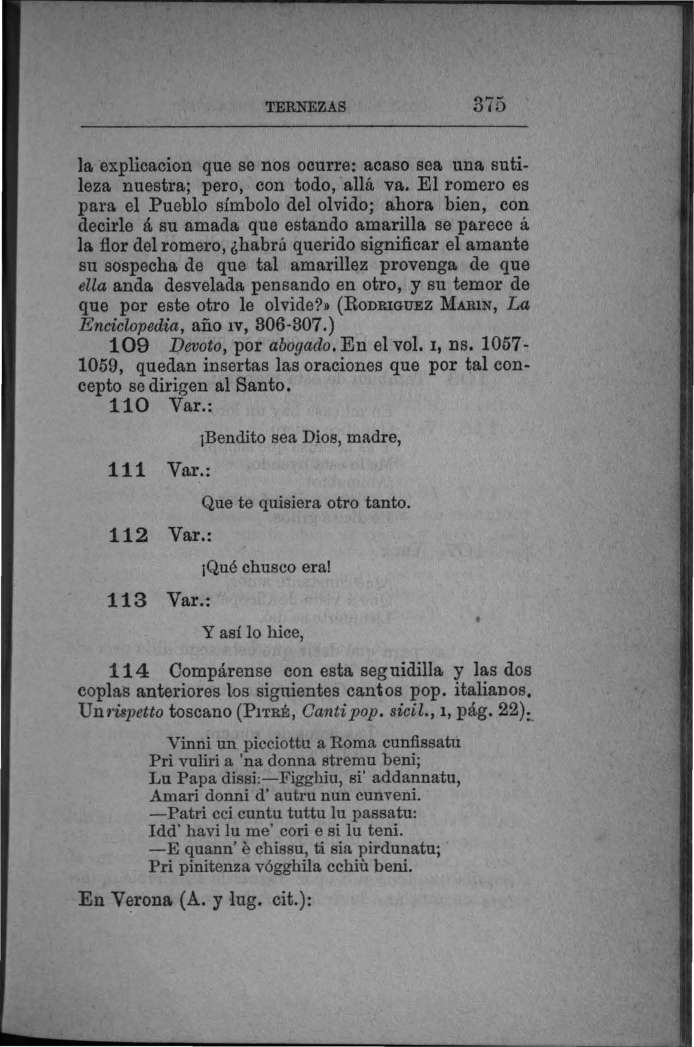 TERNEZAS 375
la explicacion que se nos ocurre: acaso sea una suti-
leza nuestra; pero, con todo, allá va. El romero es
para el Pueblo símbolo del olvido; ahora bien, con
decirle á su amada que estando amarilla se parece á
la flor del romero, ¿habrá querido significar el amante
su sospecha de que tal amarillez provenga de que
ella anda desvelada pensando en otro, y su temor de
que por este otro le olvide?» (RODRIGUEZ MARIN, La
Enciclopedia, año IV, 306-307.)
109 Devoto, por abogado. En el vol. I, ns. 1057-
1059, quedan insertas las oraciones que por tal con-
cepto se dirigen al Santo.
110 Var.:
¡Bendito sea Dios, madre,
111 Var.:
Que te quisiera otro tanto.
112 Var.:
¡Qué chusco era!
113 Var.:
Y así lo hice,
114 Compárense con esta seguidilla y las dos
coplas anteriores los siguientes cantos pop. italianos.
Un rispetto toscano (PITRÉ, Canti pop. sicil., I, pág. 22):
Vinni un picciottu a Roma cunfissatu
Pri vuliri a 'na donna stremu beni;
Lu Papa dissi:—Figghiu, si' addannatu,
Amari donni d' autru nun cunveni.
—Patri cci cuntu tuttu lu passatu:
Idd' havi lu me' cori e si lu teni.
—E quann' è chissu, ti sia pirdunatu;
Pri pinitenza vógghila cchiù beni.
En Verona (A. y lug. cit.):